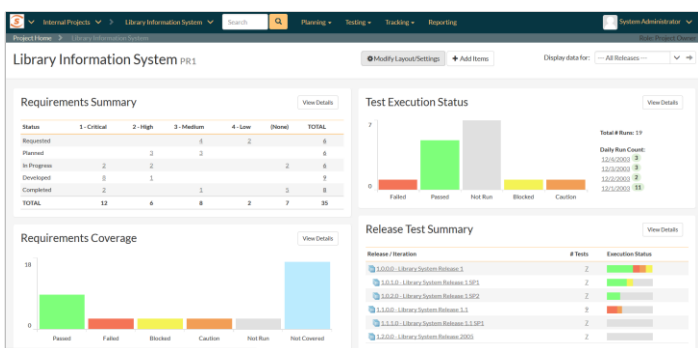 Internal Projects > Library Information System Search Planning Testing Tracking Reporting System Administrator
Project Home > Library Information System Role: Project Owner
Library Information System PR1 Modify Layout/Settings + Add Items Display data for: --- All Releases ---
Requirements Summary View Details
Status 1 - Critical 2 - High 3 - Medium 4 - Low (None) TOTAL
Requested 4 2 6
Planned 3 3 6
In Progress 2 2 2 6
Developed 8 1 9
Completed 2 1 5 8
TOTAL 12 6 8 2 7 35
Requirements Coverage View Details
18
0
Passed Failed Blocked Caution Not Run Not Covered
Test Execution Status View Details
7
0
Failed Passed Not Run Blocked Caution
Total # Runs: 19
Daily Run Count:
12/4/2003 3
12/3/2003 3
12/2/2003 2
12/1/2003 11
Release Test Summary View Details
Release / Iteration # Tests Execution Status
1.0.0.0 - Library System Release 1 7
1.0.1.0 - Library System Release 1 SP1 7
1.0.2.0 - Library System Release 1 SP2 7
1.1.0.0 - Library System Release 1.1 9
1.1.1.0 - Library System Release 1.1 SP1 7
1.2.0.0 - Library System Release 2005 7